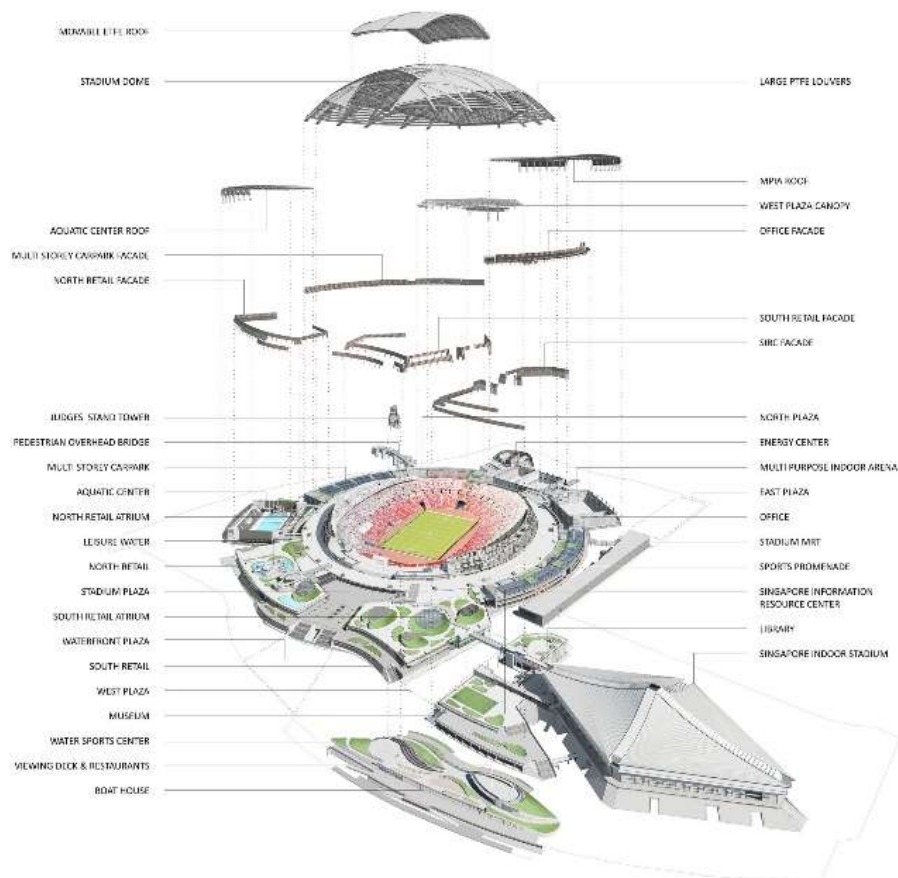 MOVABLE ETFE ROOF
STADIUM DOME
LARGE PTFE LOUVERS
MPIA ROOF
WEST PLAZA CANOPY
AQUATIC CENTER ROOF
OFFICE FACADE
MULTI STOREY CARPARK FACADE
NORTH RETAIL FACADE
SOUTH RETAIL FACADE
SIRC FACADE
JUDGES STAND TOWER
NORTH PLAZA
PEDESTRIAN OVERHEAD BRIDGE
ENERGY CENTER
MULTI STOREY CARPARK
MULTI PURPOSE INDOOR ARENA
AQUATIC CENTER
EAST PLAZA
NORTH RETAIL ATRIUM
OFFICE
LEISURE WATER
STADIUM MRT
NORTH RETAIL
SPORTS PROMENADE
STADIUM PLAZA
SINGAPORE INFORMATION
RESOURCE CENTER
SOUTH RETAIL ATRIUM
LIBRARY
WATERFRONT PLAZA
SINGAPORE INDOOR STADIUM
SOUTH RETAIL
WEST PLAZA
MUSEUM
WATER SPORTS CENTER
VIEWING DECK & RESTAURANTS
BOAT HOUSE